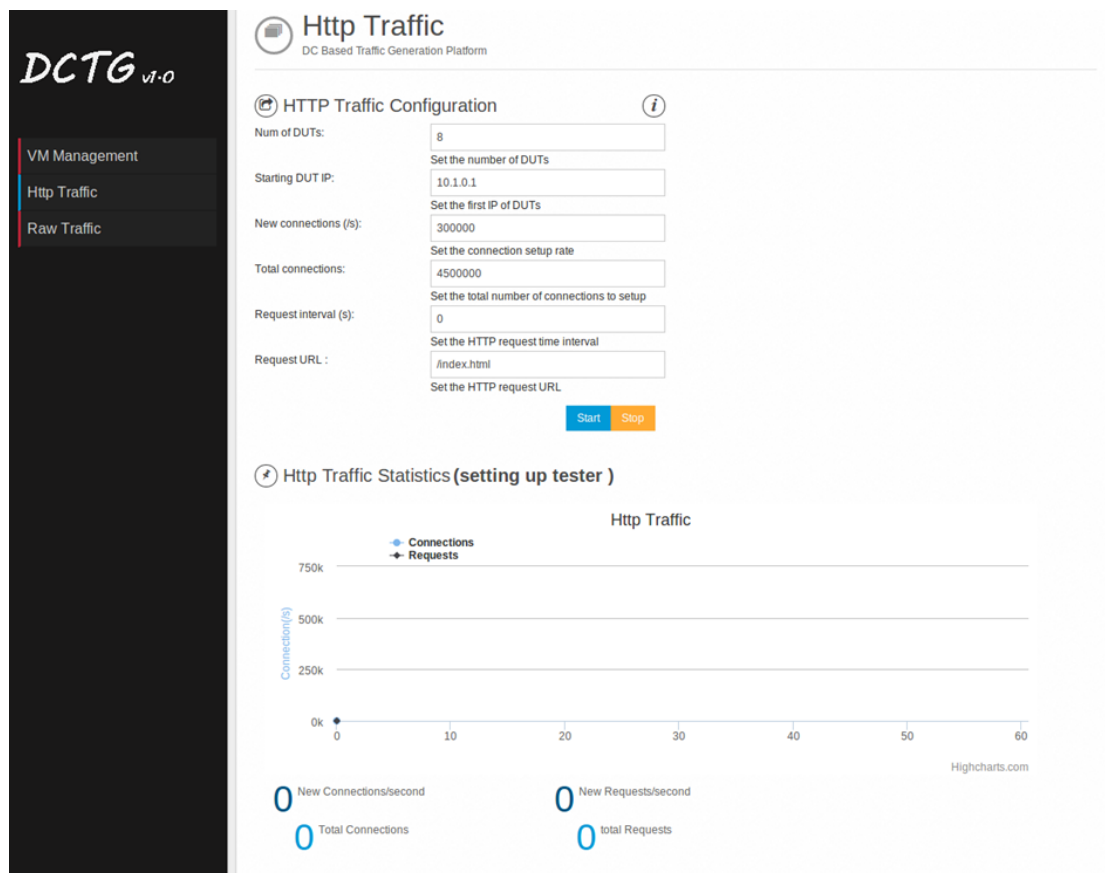 DCTG v1.0
VM Management
Http Traffic
Raw Traffic
Http Traffic
DC Based Traffic Generation Platform
HTTP Traffic Configuration
i
Num of DUTs:
8
Set the number of DUTs
Starting DUT IP:
10.1.0.1
Set the first IP of DUTs
New connections (/s):
300000
Set the connection setup rate
Total connections:
4500000
Set the total number of connections to setup
Request interval (s):
0
Set the HTTP request time interval
Request URL :
/index.html
Set the HTTP request URL
Start Stop
Http Traffic Statistics (setting up tester )
Http Traffic
Connections
Requests
Connection(/s)
750k
500k
250k
0k
0 10 20 30 40 50 60
Highcharts.com
0 New Connections/second 0 New Requests/second
0 Total Connections 0 total Requests